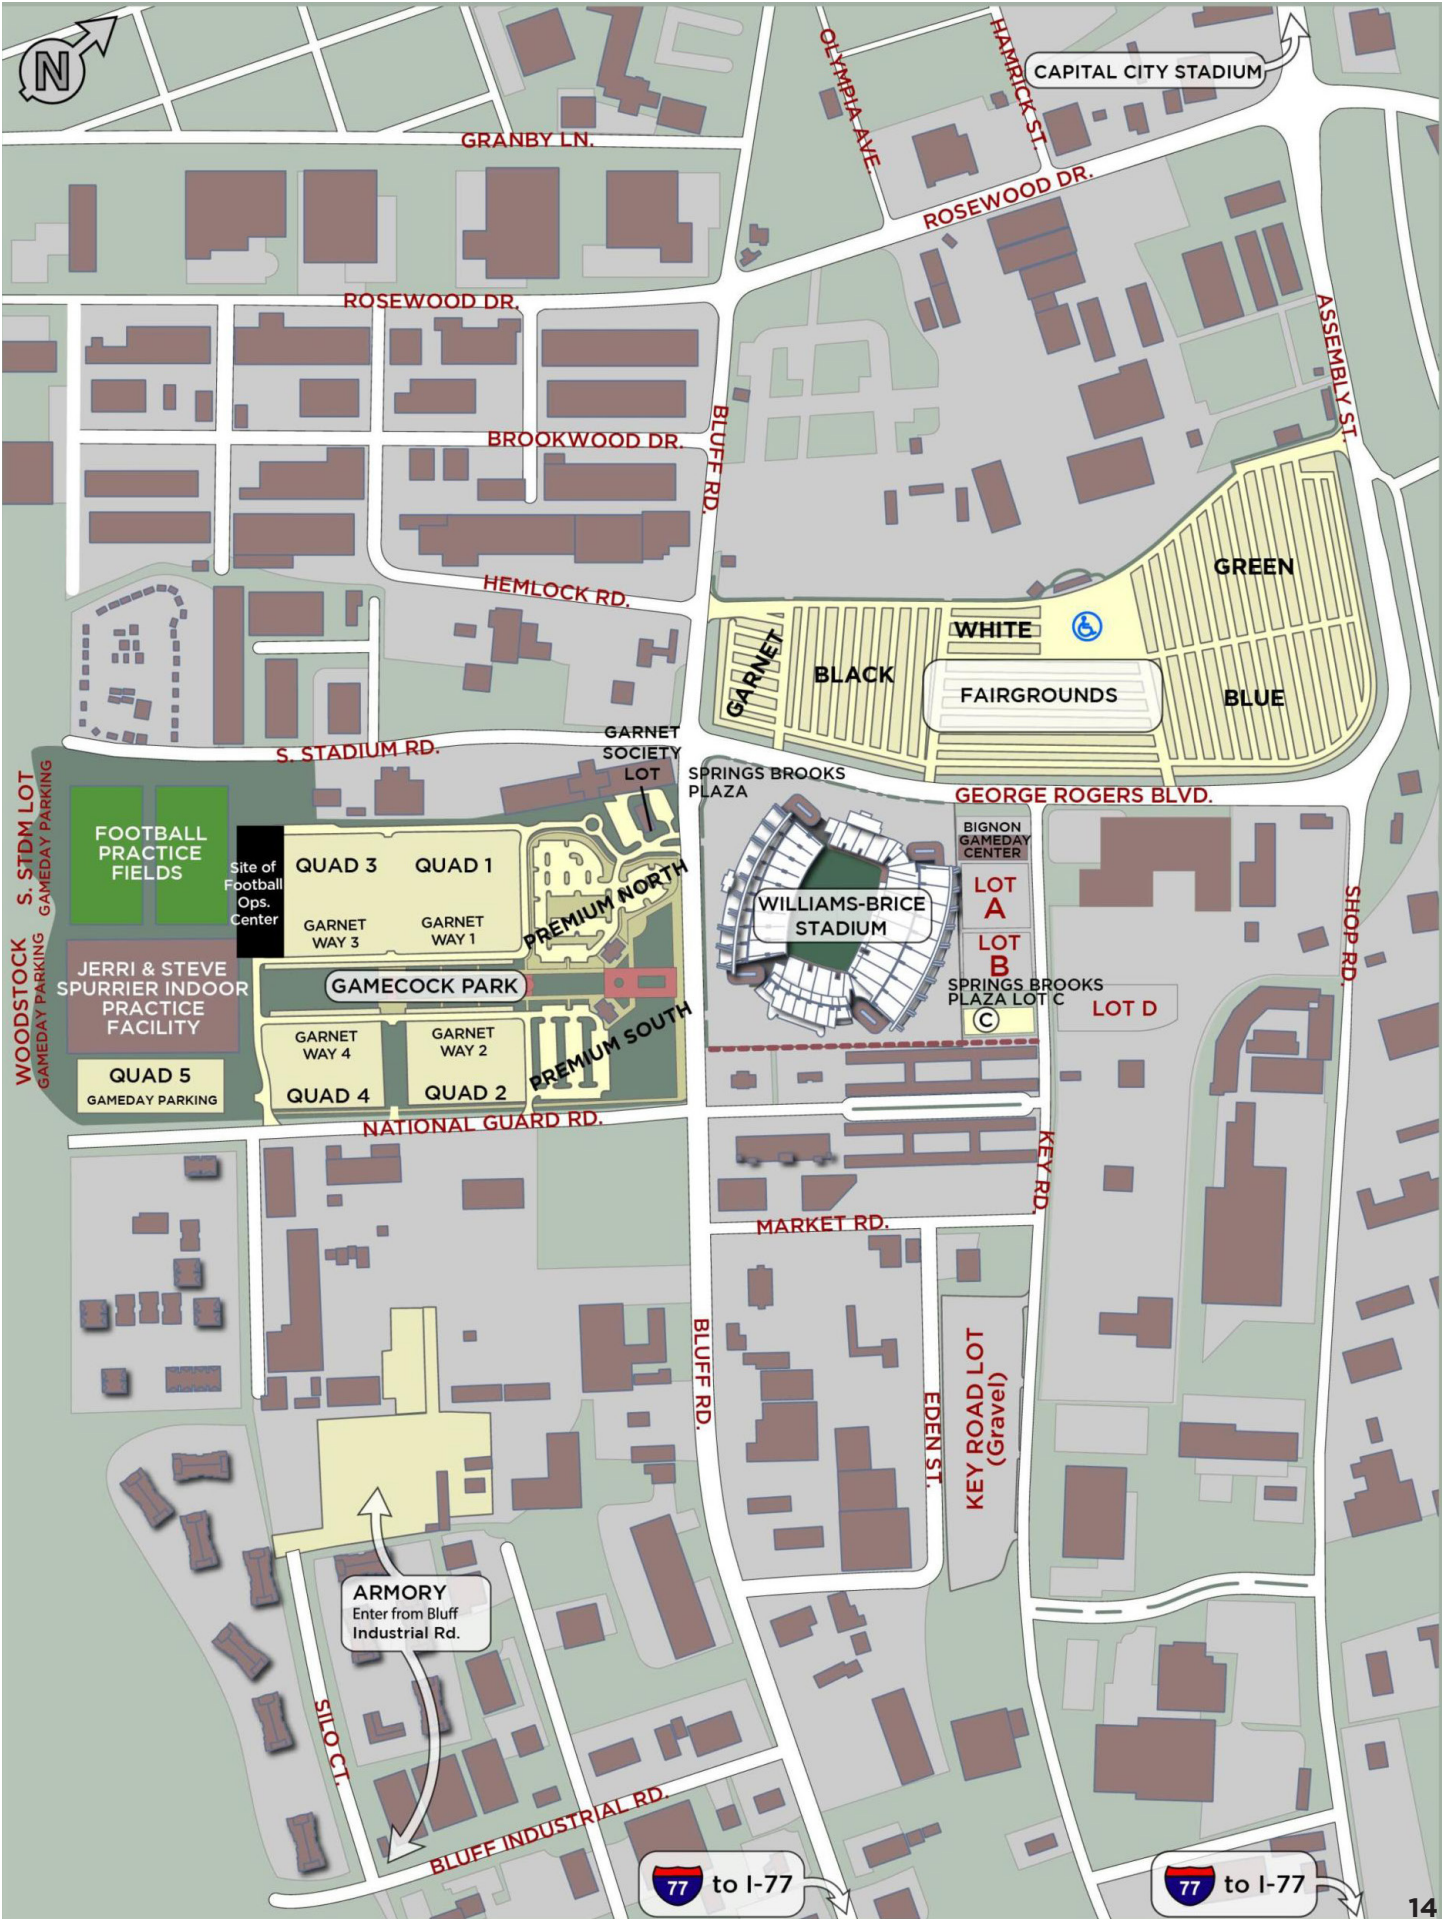 N
CAPITAL CITY STADIUM
OLYMPIA AVE.
HAMRICK ST.
GRANBY LN.
ROSEWOOD DR.
ROSEWOOD DR.
ASSEMBLY ST.
BROOKWOOD DR.
BLUFF RD.
HEMLOCK RD.
GREEN
WHITE
GARNET
BLACK
FAIRGROUNDS
BLUE
S. STADIUM RD.
GARNET
SOCIETY
LOT
SPRINGS BROOKS
PLAZA
GEORGE ROGERS BLVD.
S. STDM LOT
GAMEDAY PARKING
FOOTBALL
PRACTICE
FIELDS
Site of
Football
Ops.
Center
QUAD 3
QUAD 1
GARNET
WAY 3
GARNET
WAY 1
PREMIUM NORTH
BIGNON
GAMEDAY
CENTER
LOT
A
WILLIAMS-BRICE
STADIUM
LOT
B
SHOP RD.
WOODSTOCK
GAMEDAY PARKING
JERRI & STEVE
SPURRIER INDOOR
PRACTICE
FACILITY
GAMECOCK PARK
SPRINGS BROOKS
PLAZA LOT C
C
LOT D
GARNET
WAY 4
GARNET
WAY 2
PREMIUM SOUTH
QUAD 5
GAMEDAY PARKING
QUAD 4
QUAD 2
NATIONAL GUARD RD.
KEY RD.
MARKET RD.
BLUFF RD.
EDEN ST.
KEY ROAD LOT
(Gravel)
ARMORY
Enter from Bluff
Industrial Rd.
SILO CT.
BLUFF INDUSTRIAL RD.
77 to I-77
77 to I-77
14